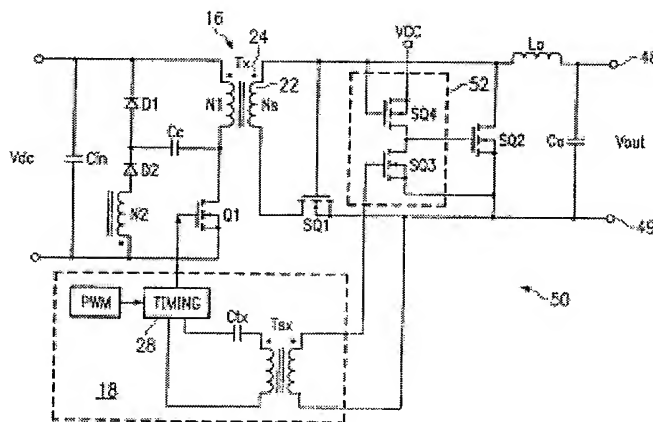 16
24
Tx
22
N1
Ns
VCC
52
Lo
48
D1
Cc
SQ4
SQ2
Co
Vout
Vdc
Cin
D2
SQ3
N2
Q1
SQ1
49
50
PWM
TIMING
28
Ctx
Tsx
18